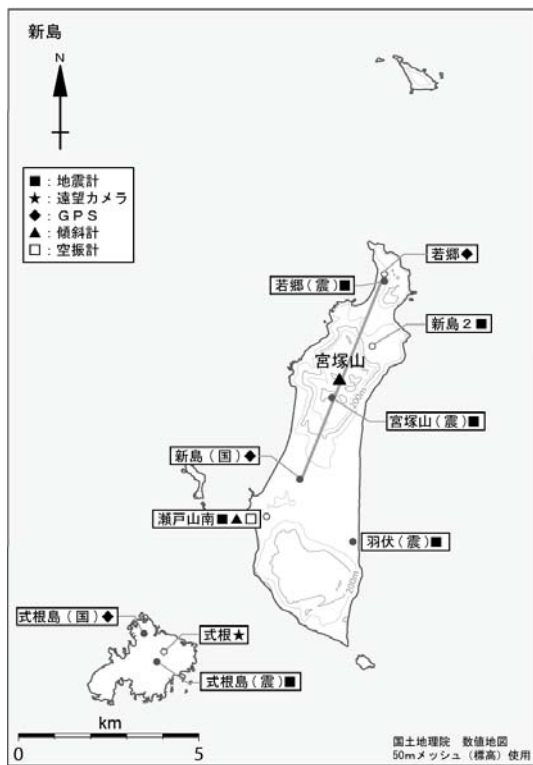 新島
N
■：地震計
★：遠望カメラ
◆：ＧＰＳ
▲：傾斜計
□：空振計
若郷◆
若郷(震)■
新島２■
宮塚山
200m
宮塚山(震)■
新島(国)◆
瀬戸山南■▲□
羽伏(震)■
200m
式根島(国)◆
式根★
式根島(震)■
km
0 5
国土地理院　数値地図
50mメッシュ(標高)使用